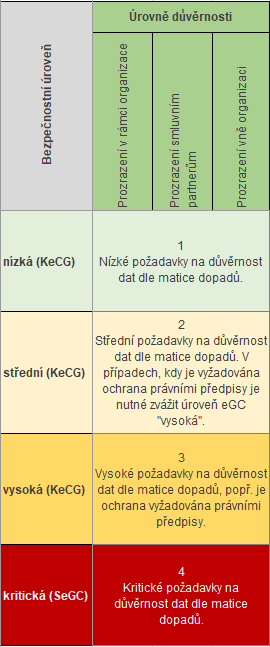 Úrovně důvěrnosti
Bezpečnostní úroveň
Prozrazení v rámci organizace
Prozrazení smluvním
partnerům
Prozrazení vně organizaci
nízká (KeCG)
1
Nízké požadavky na důvěrnost
dat dle matice dopadů.
střední (KeCG)
2
Střední požadavky na důvěrnost
dat dle matice dopadů. V
případech, kdy je vyžadována
ochrana právními předpisy je
nutné zvážit úroveň eGC
"vysoká".
vysoká (KeCG)
3
Vysoké požadavky na důvěrnost
dat dle matice dopadů, popř. je
ochrana vyžadována právními
předpisy.
kritická (SeGC)
4
Kritické požadavky na
důvěrnost dat dle matice
dopadů.